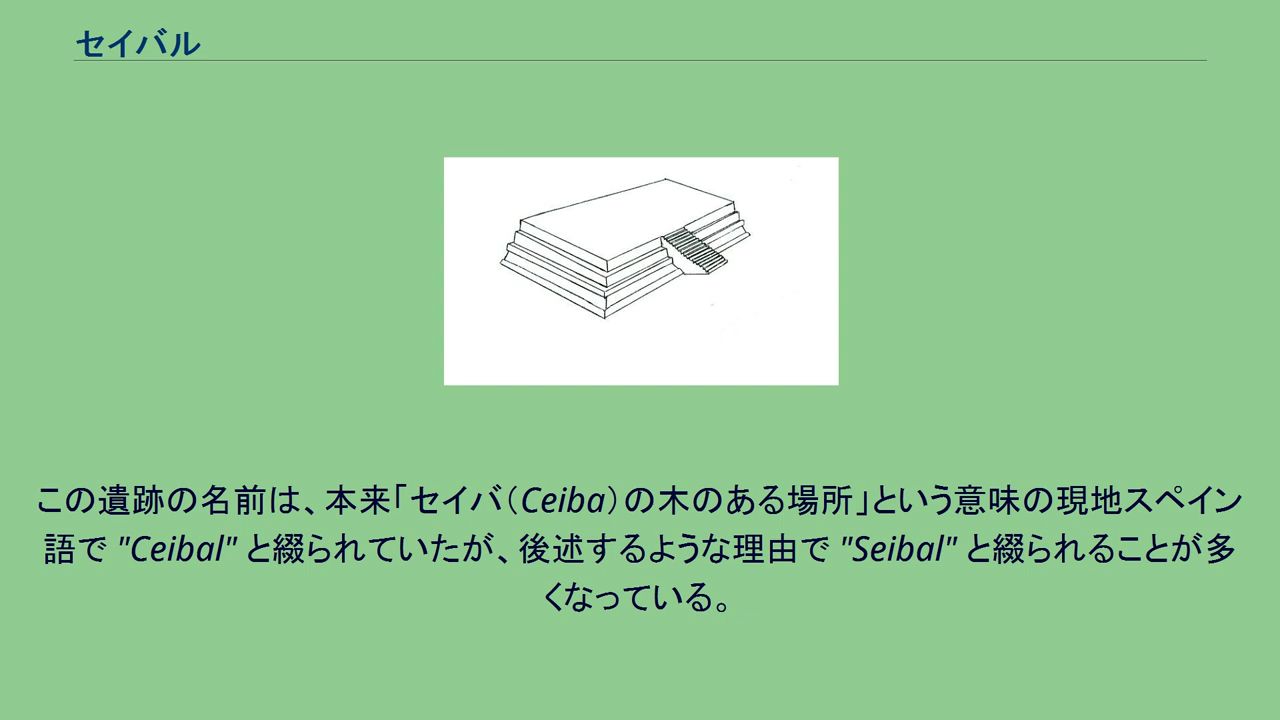 セイバル
この遺跡の名前は、本来「セイバ（Ceiba）の木のある場所」という意味の現地スペイン
語で "Ceibal" と綴られていたが、後述するような理由で "Seibal" と綴られることが多
くなっている。